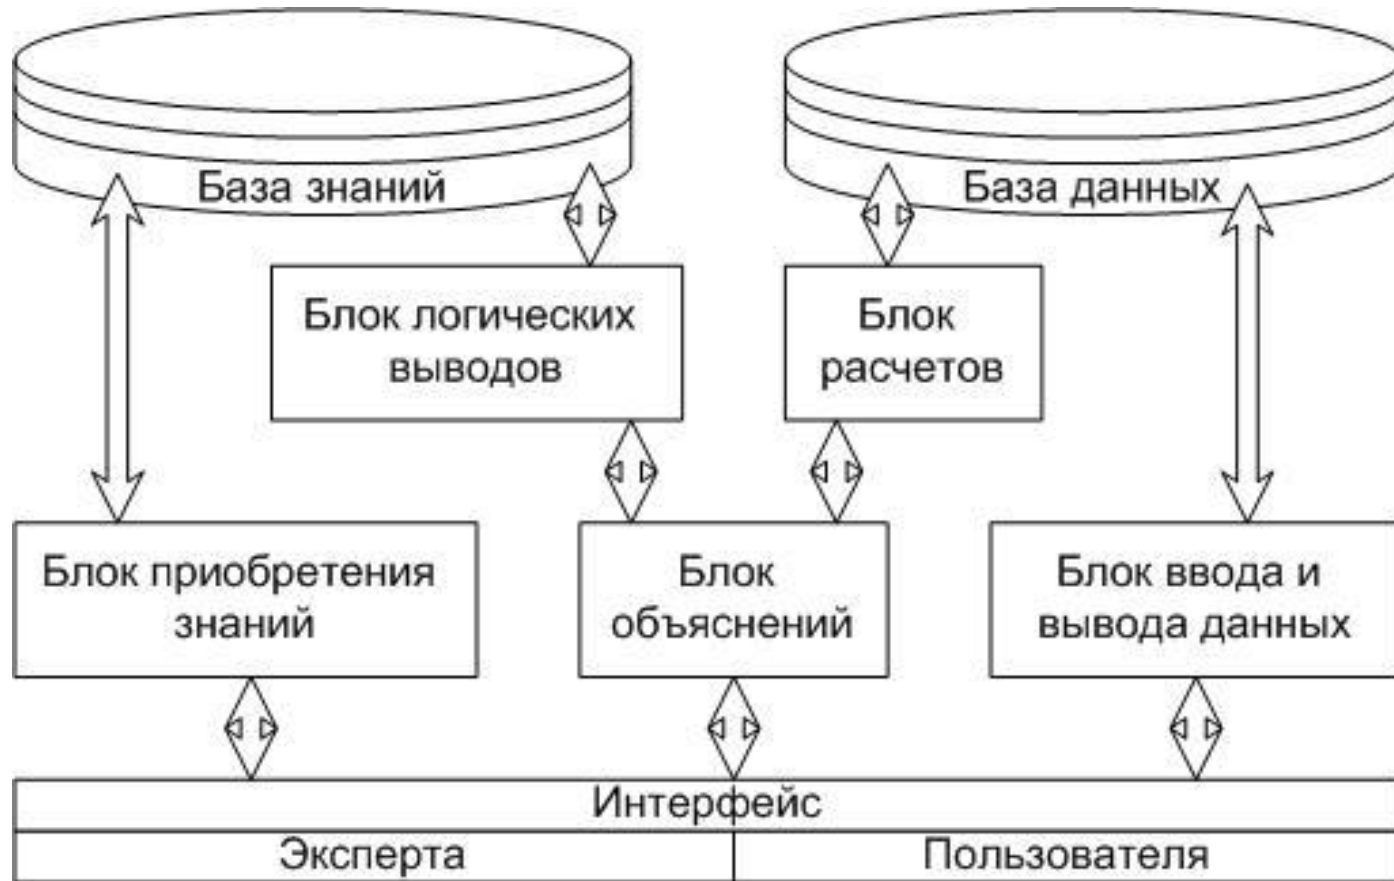 База знаний
База данных
Блок логических
выводов
Блок
расчетов
Блок приобретения
знаний
Блок
объяснений
Блок ввода и
вывода данных
Интерфейс
Эксперта
Пользователя